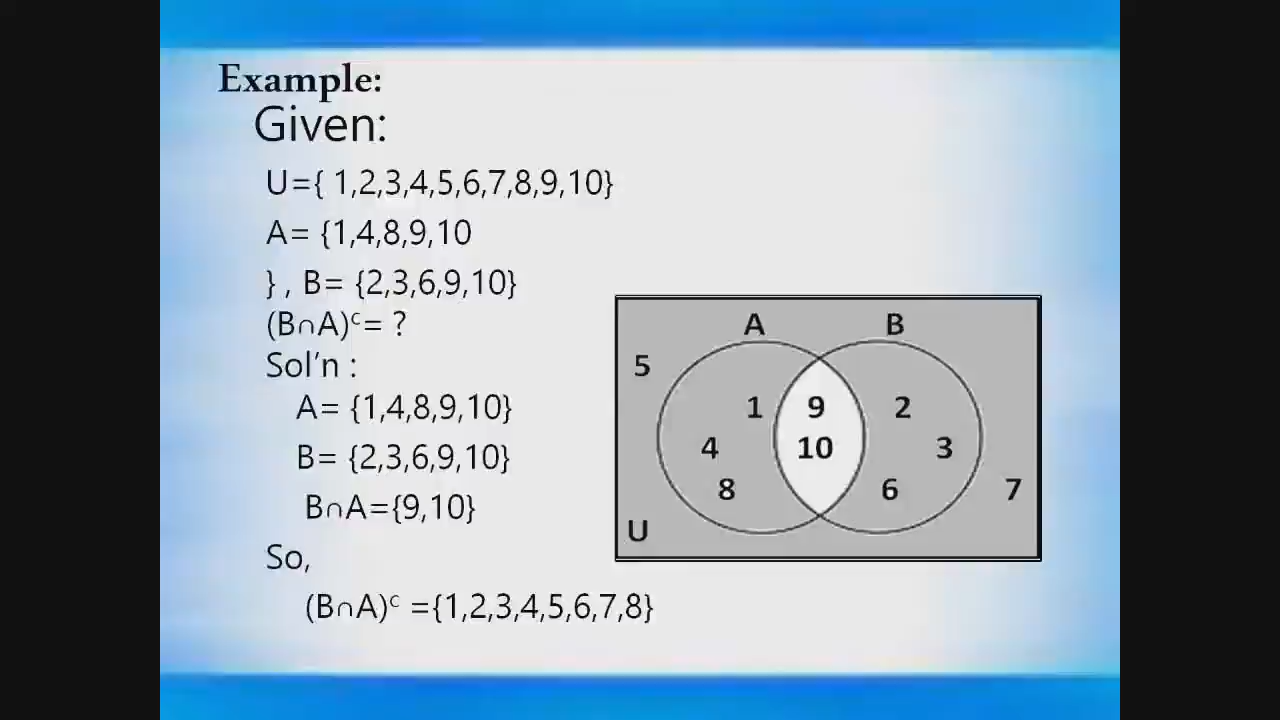 Example:
Given:
U={ 1,2,3,4,5,6,7,8,9,10}
A= {1,4,8,9,10
} , B= {2,3,6,9,10}
(B∩A)ᶜ= ?
Sol’n :
A= {1,4,8,9,10}
B= {2,3,6,9,10}
B∩A={9,10}
So,
(B∩A)ᶜ ={1,2,3,4,5,6,7,8}
A B
5
1 9 2
4 10 3
8 6 7
U